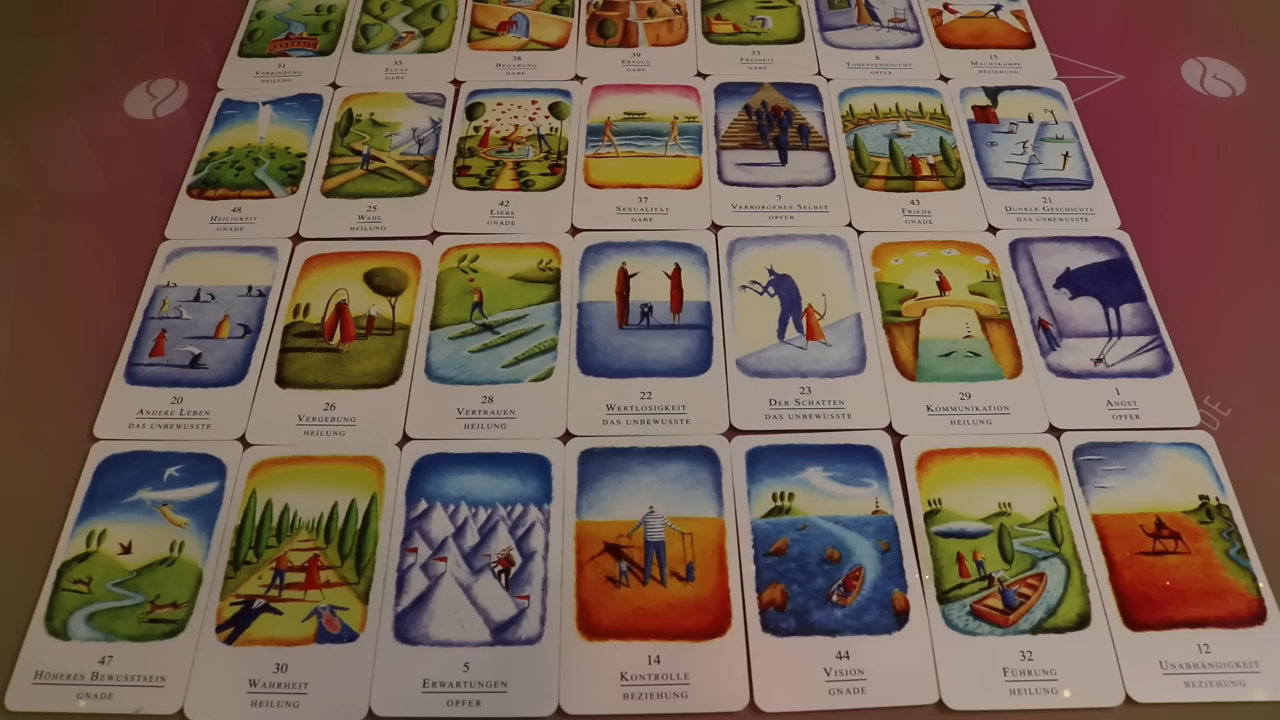 31
VERBINDUNG
HEILUNG
35
FLUSS
GABE
38
BEGABUNG
GABE
39
ERFOLG
GABE
33
FREIHEIT
GABE
8
TODESSEHNSUCHT
OPFER
15
MACHTKAMPF
BEZIEHUNG
48
HEILIGKEIT
GNADE
25
WAHL
HEILUNG
42
LIEBE
GNADE
37
SEXUALITÄT
GABE
7
VERBORGENES SELBST
OPFER
43
FRIEDE
GNADE
21
DUNKLE GESCHICHTE
DAS UNBEWUSSTE
20
ANDERE LEBEN
DAS UNBEWUSSTE
26
VERGEBUNG
HEILUNG
28
VERTRAUEN
HEILUNG
22
WERTLOSIGKEIT
DAS UNBEWUSSTE
23
DER SCHATTEN
DAS UNBEWUSSTE
29
KOMMUNIKATION
HEILUNG
1
ANGST
OPFER
DE
47
HÖHERES BEWUSSTSEIN
GNADE
30
WAHRHEIT
HEILUNG
5
ERWARTUNGEN
OPFER
14
KONTROLLE
BEZIEHUNG
44
VISION
GNADE
32
FÜHRUNG
HEILUNG
12
UNABHÄNGIGKEIT
BEZIEHUNG